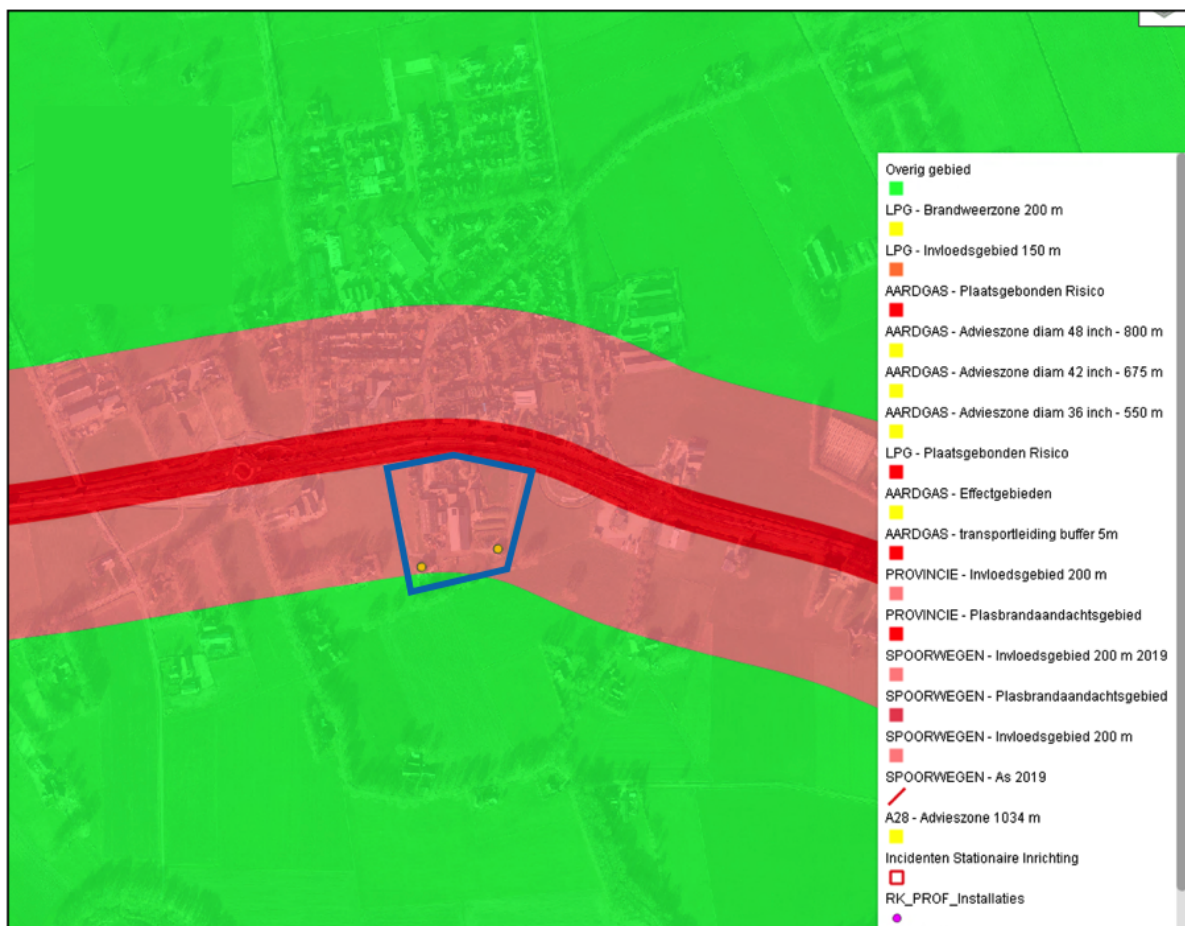 Overig gebied
LPG - Brandweerzone 200 m
LPG - Invloedsgebied 150 m
AARDGAS - Plaatsgebonden Risico
AARDGAS - Advieszone diam 48 inch - 800 m
AARDGAS - Advieszone diam 42 inch - 675 m
AARDGAS - Advieszone diam 36 inch - 550 m
LPG - Plaatsgebonden Risico
AARDGAS - Effectgebieden
AARDGAS - transportleiding buffer 5m
PROVINCIE - Invloedsgebied 200 m
PROVINCIE - Plasbrandaandachtsgebied
SPOORWEGEN - Invloedsgebied 200 m 2019
SPOORWEGEN - Plasbrandaandachtsgebied
SPOORWEGEN - Invloedsgebied 200 m
SPOORWEGEN - As 2019
A28 - Advieszone 1034 m
Incidenten Stationaire Inrichting
RK_PROF_Installaties